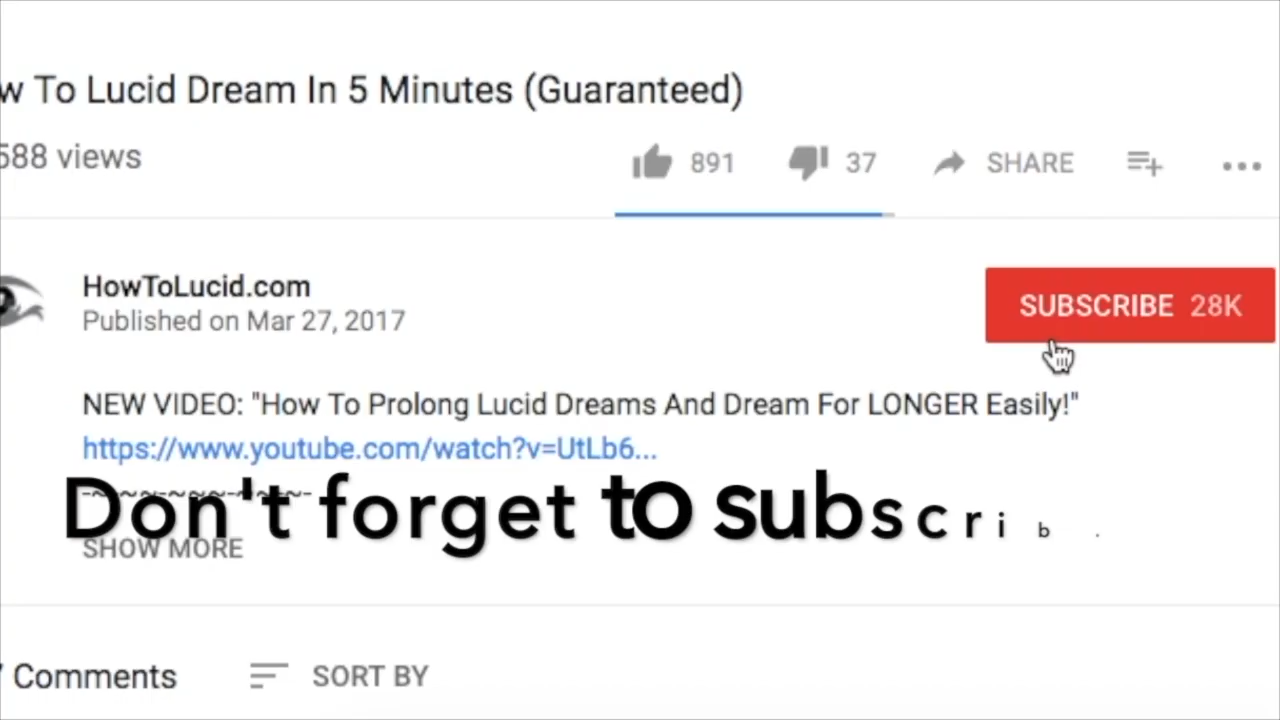 w To Lucid Dream In 5 Minutes (Guaranteed)
588 views
891
37
SHARE
HowToLucid.com
Published on Mar 27, 2017
SUBSCRIBE 28K
NEW VIDEO: "How To Prolong Lucid Dreams And Dream For LONGER Easily!"
https://www.youtube.com/watch?v=UtLb6...
-~-~~-~~~-~~-~-
Don't forget to subscrib
SHOW MORE
Comments
SORT BY